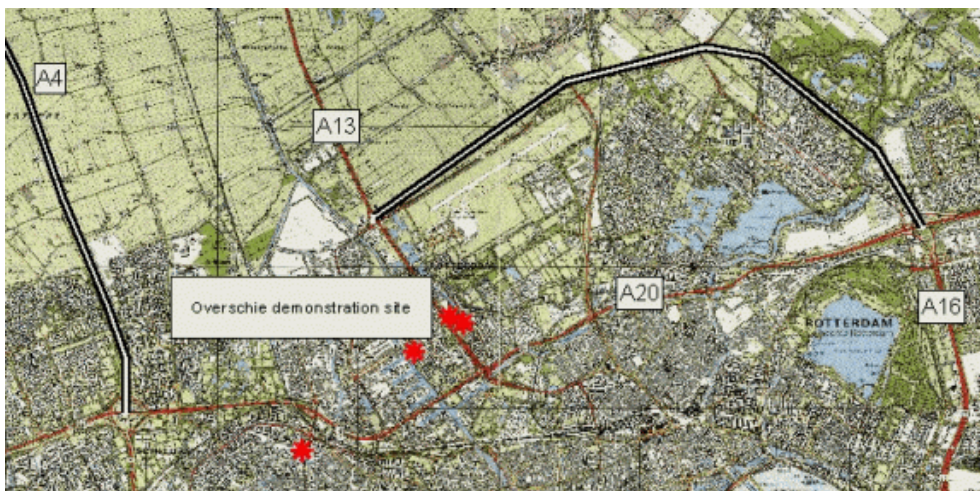 A4
A13
Overschie demonstration site
A20
A16
ROTTERDAM